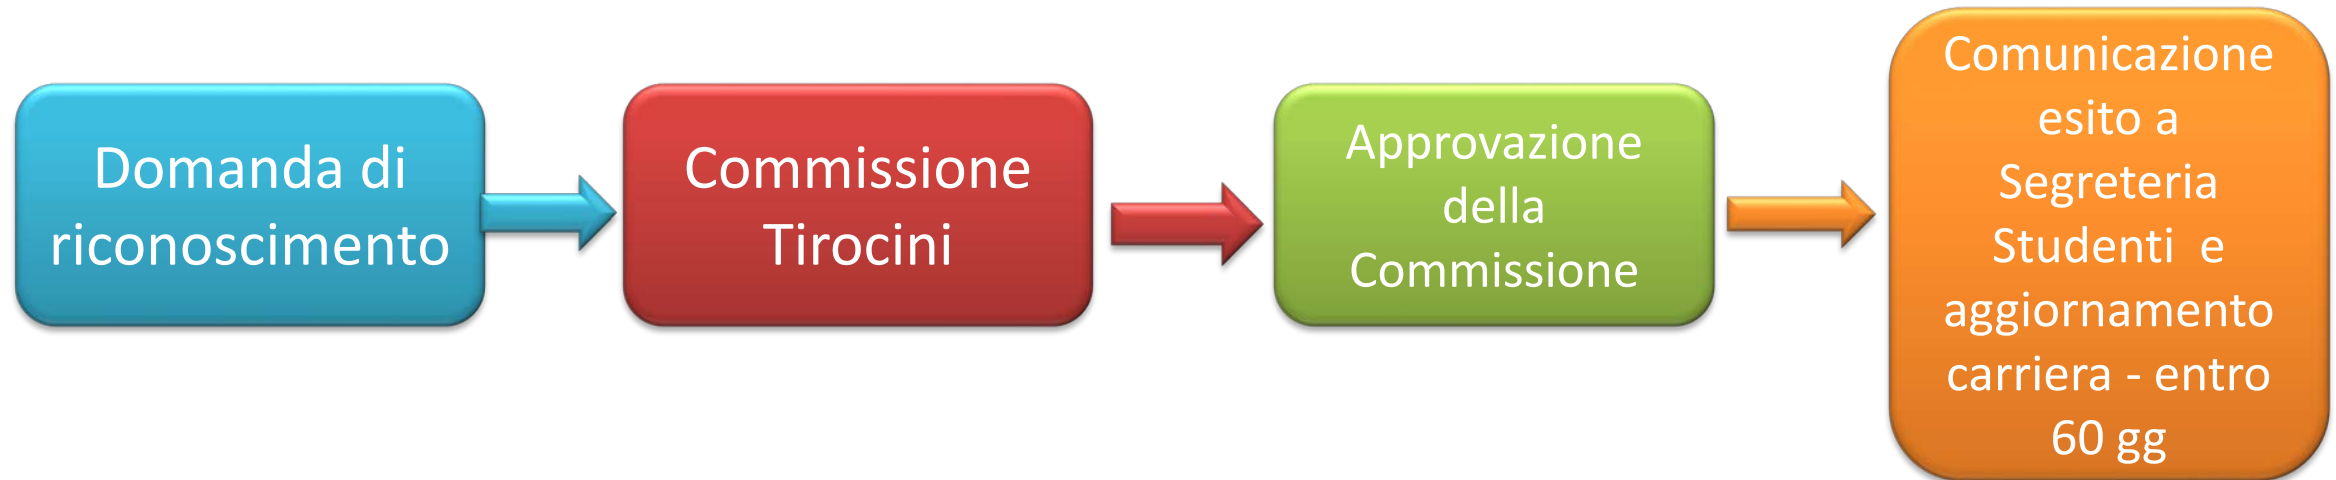 Domanda di
riconoscimento
Commissione
Tirocini
Approvazione
della
Commissione
Comunicazione
esito a
Segreteria
Studenti e
aggiornamento
carriera - entro
60 gg